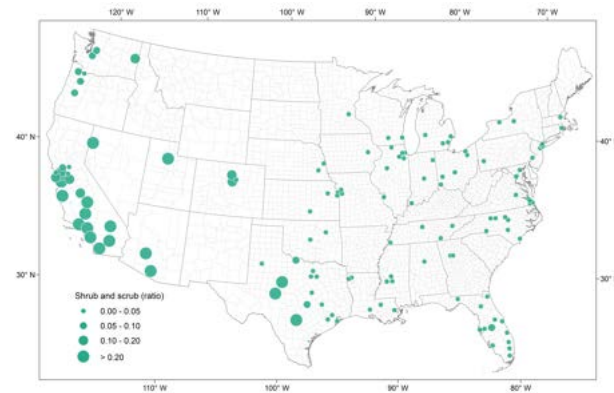 120° W 110° W 100° W 90° W 80° W 70° W
40° N
40° N
30° N
30° N
Shrub and scrub (ratio)
0.00 - 0.05
0.05 - 0.10
0.10 - 0.20
> 0.20
110° W 100° W 90° W 80° W